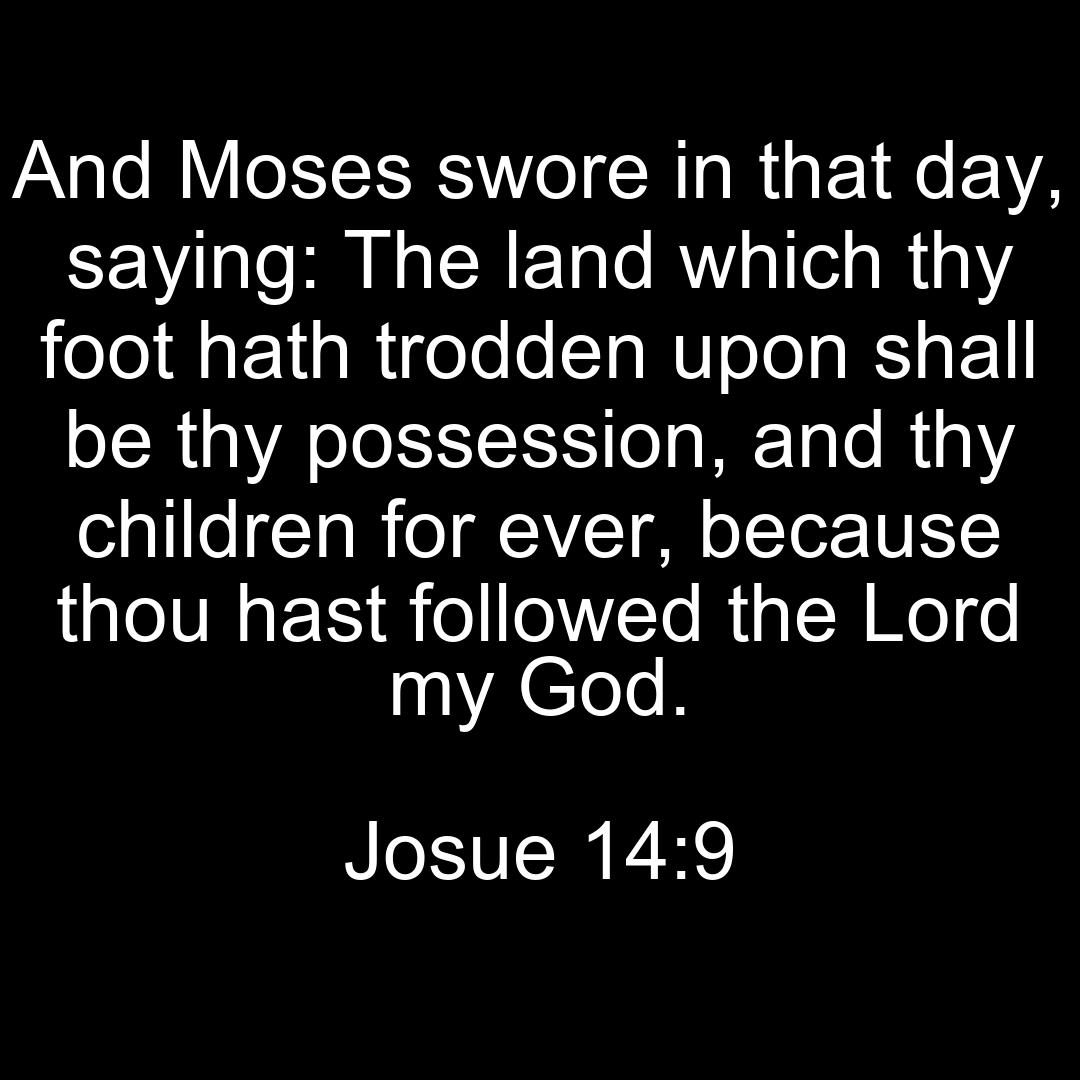 And Moses swore in that day,
saying: The land which thy
foot hath trodden upon shall
be thy possession, and thy
children for ever, because
thou hast followed the Lord
my God.
Josue 14:9